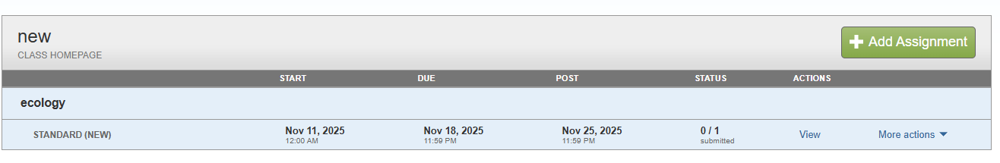 new
CLASS HOMEPAGE
Add Assignment
START DUE POST STATUS ACTIONS
ecology
STANDARD (NEW) Nov 11, 2025 Nov 18, 2025 Nov 25, 2025 0 / 1 View More actions
12:00 AM 11:59 PM 11:59 PM submitted